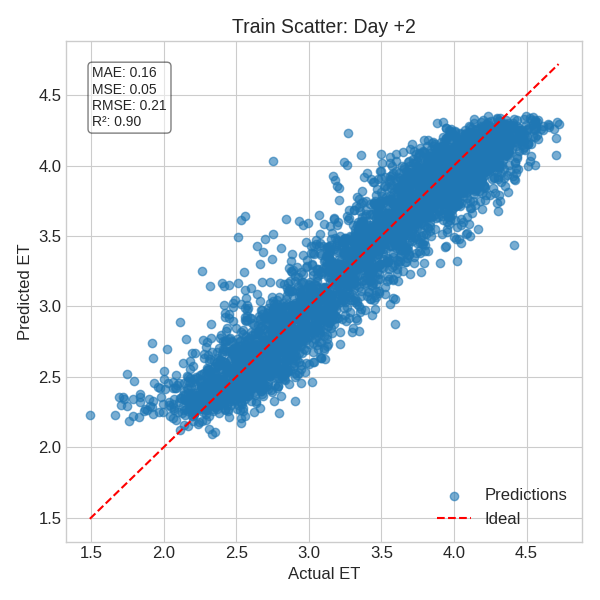 Train Scatter: Day +2
MAE: 0.16
MSE: 0.05
RMSE: 0.21
R²: 0.90
4.5
4.0
3.5
3.0
2.5
2.0
1.5
Predicted ET
Predictions
Ideal
1.5 2.0 2.5 3.0 3.5 4.0 4.5
Actual ET